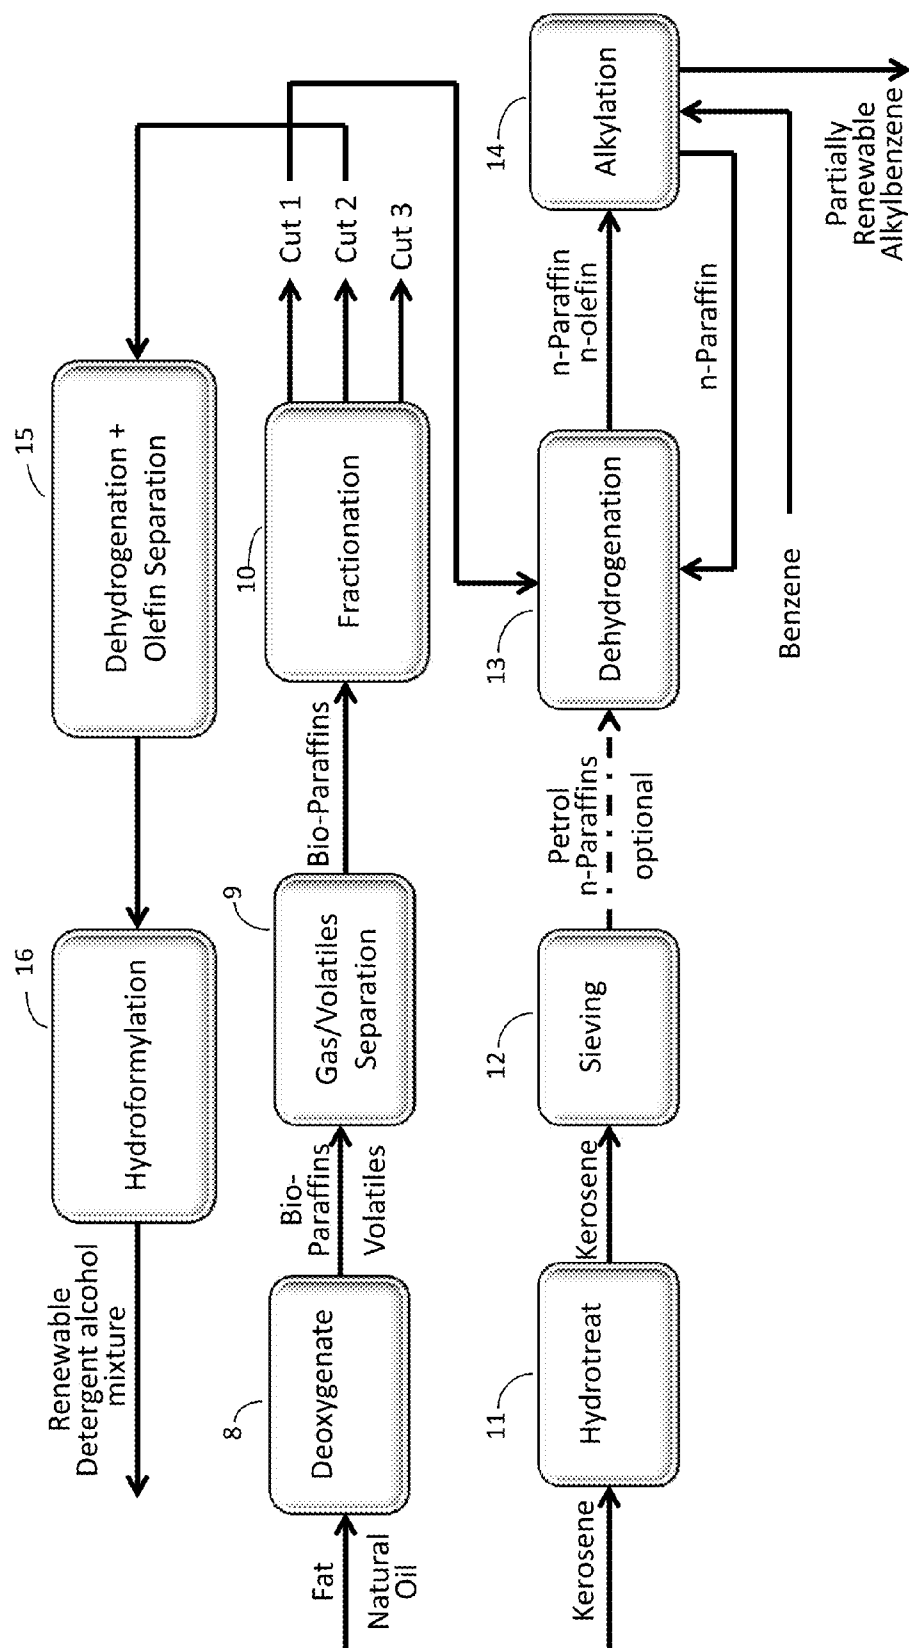 15
Dehydrogenation +
Olefin Separation
16
Hydroformylation
Renewable
Detergent alcohol
mixture
Fat
Natural
Oil
8
Deoxygenate
Bio-
Paraffins
Volatiles
9
Gas/Volatiles
Separation
Bio-Paraffins
10
Fractionation
Cut 1
Cut 2
Cut 3
Kerosene
11
Hydrotreat
Kerosene
12
Sieving
Petrol
n-Paraffins
optional
13
Dehydrogenation
n-Paraffin
n-olefin
14
Alkylation
n-Paraffin
Benzene
Partially
Renewable
Alkylbenzene